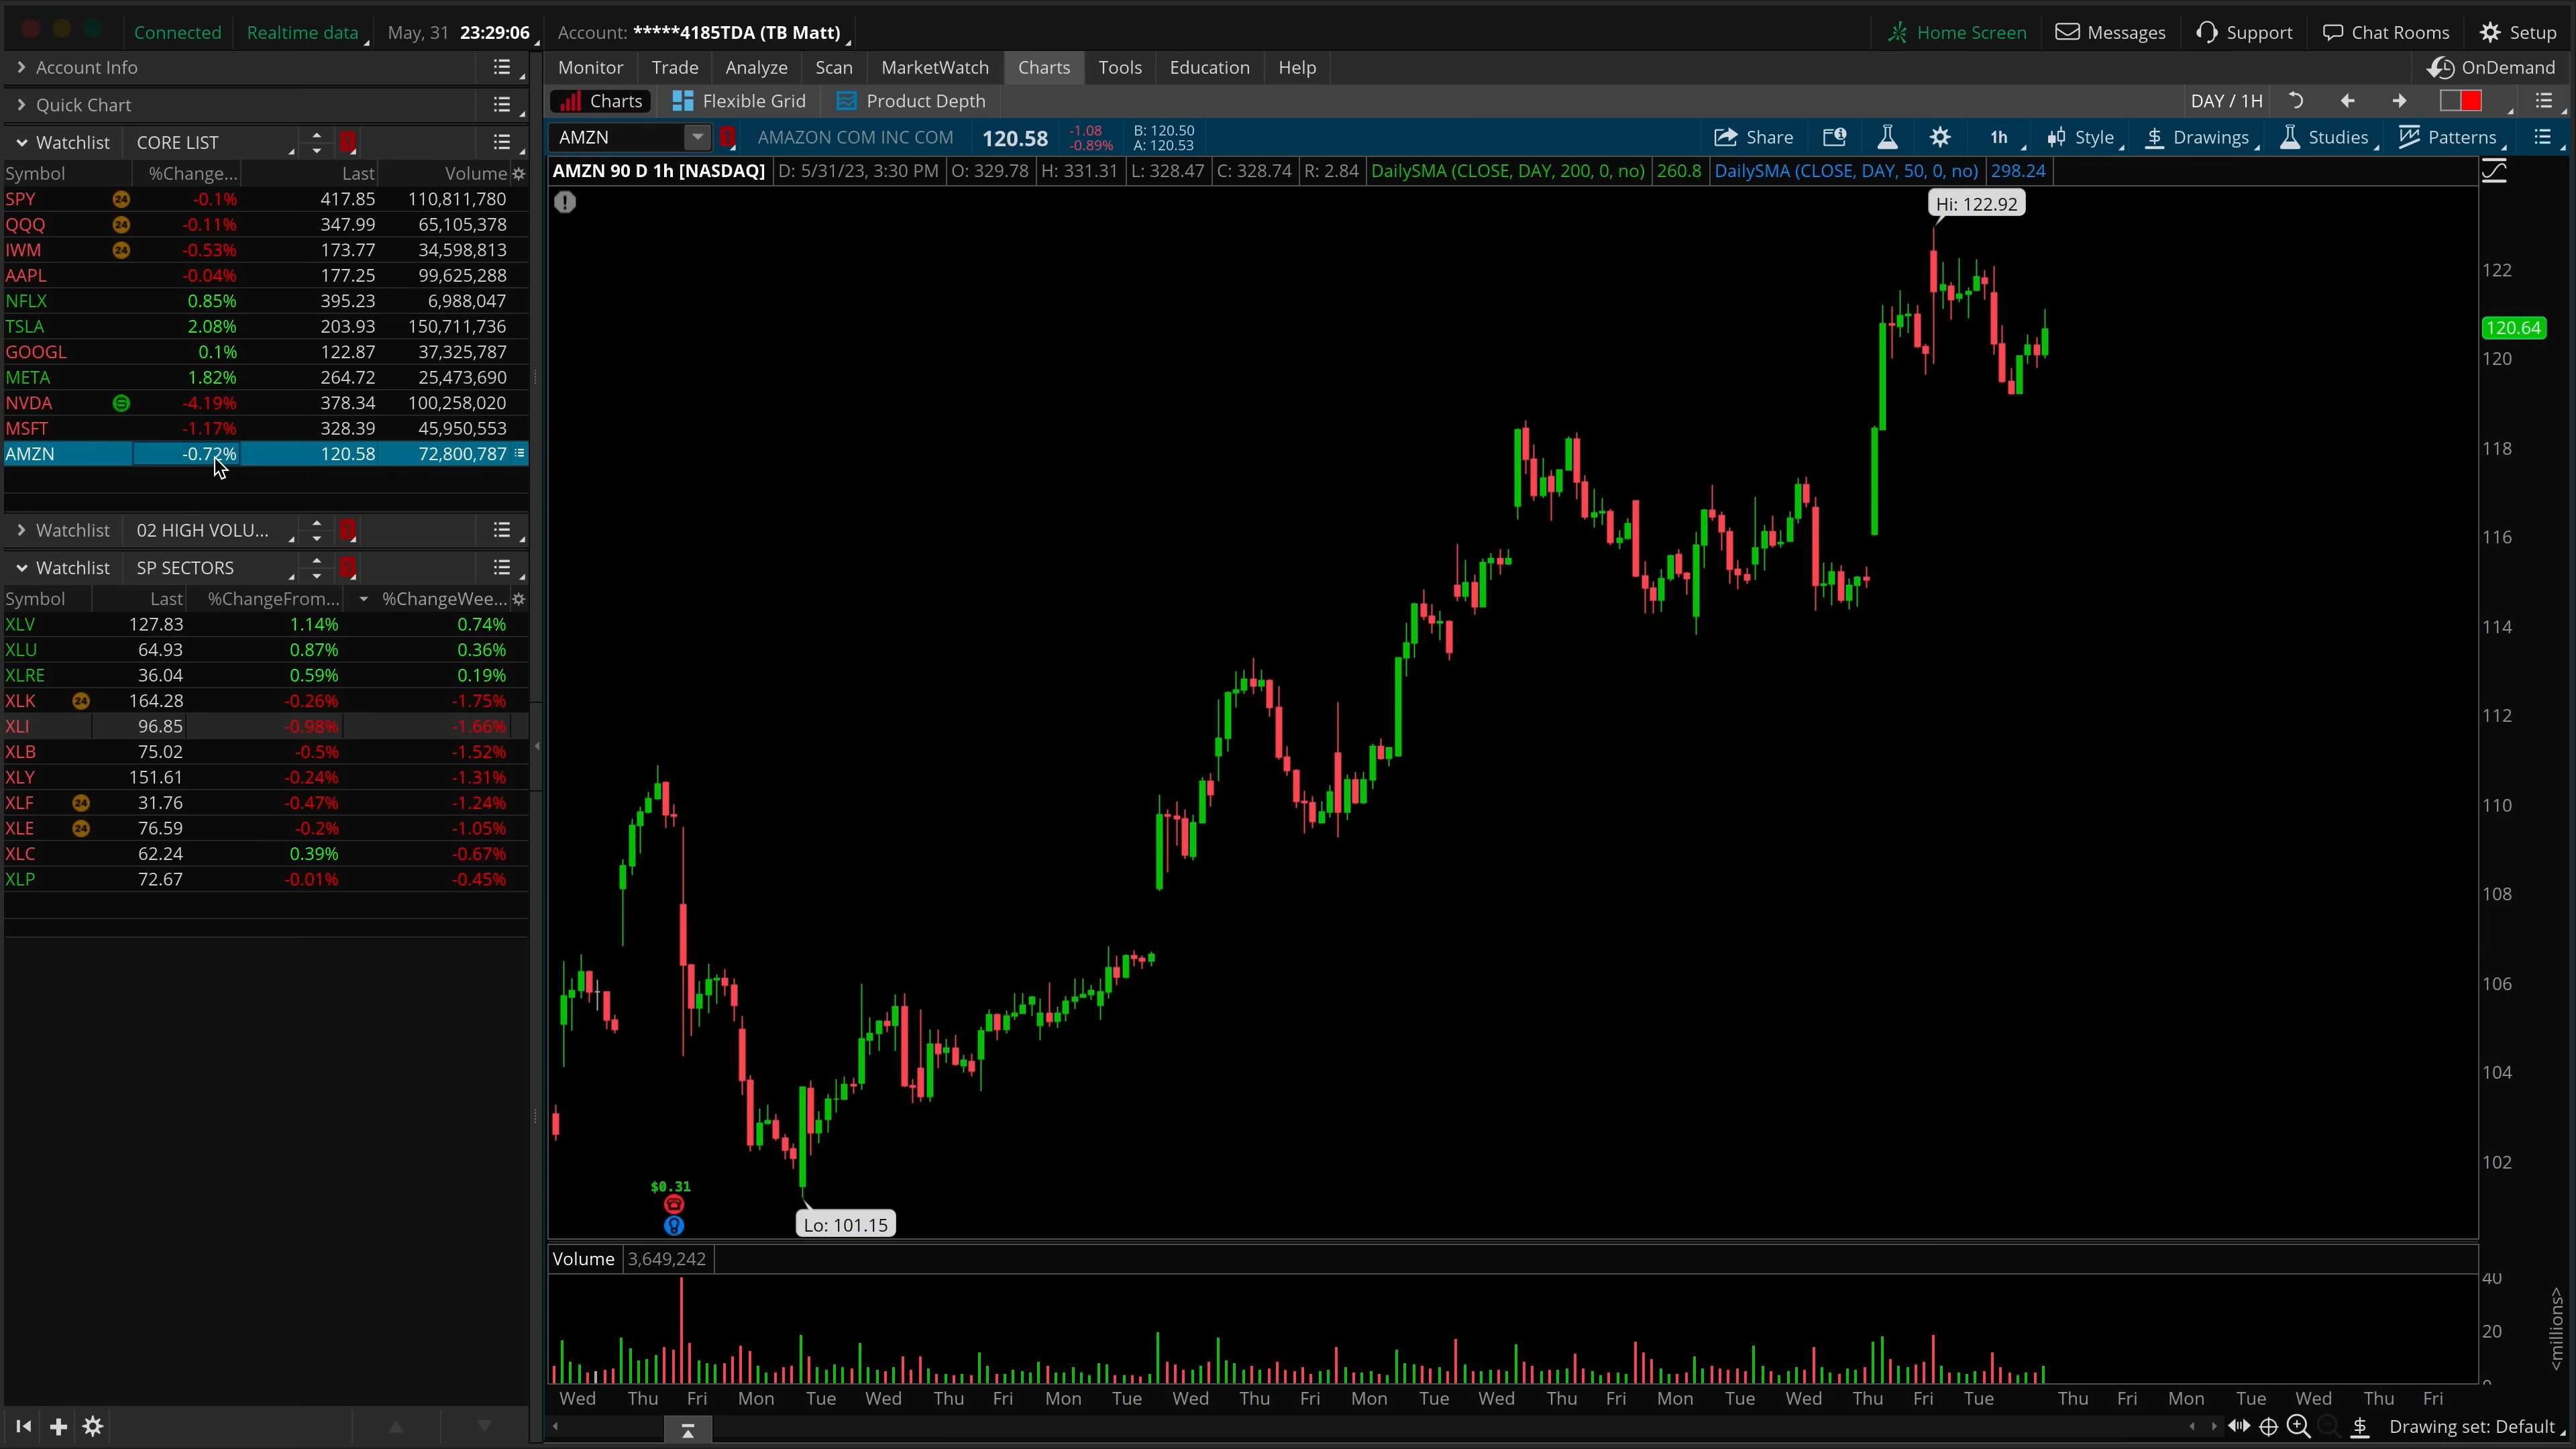 Connected Realtime data May, 31 23:29:06 Account: *****4185TDA (TB Matt) Home Screen Messages Support Chat Rooms Setup
Account Info
Monitor Trade Analyze Scan MarketWatch Charts Tools Education Help OnDemand
Quick Chart
Charts Flexible Grid Product Depth DAY / 1H
Watchlist CORE LIST 1
AMZN 1 AMAZON COM INC COM 120.58 -1.08 -0.89% B: 120.50 A: 120.53 Share 1h Style Drawings Studies Patterns
AMZN 90 D 1h [NASDAQ] D: 5/31/23, 3:30 PM O: 329.78 H: 331.31 L: 328.47 C: 328.74 R: 2.84 DailySMA (CLOSE, DAY, 200, 0, no) 260.8 DailySMA (CLOSE, DAY, 50, 0, no) 298.24
Symbol %Change... Last Volume
SPY 24 -0.1% 417.85 110,811,780
QQQ 24 -0.11% 347.99 65,105,378
IWM 24 -0.53% 173.77 34,598,813
AAPL -0.04% 177.25 99,625,288
NFLX 0.85% 395.23 6,988,047
TSLA 2.08% 203.93 150,711,736
GOOGL 0.1% 122.87 37,325,787
META 1.82% 264.72 25,473,690
NVDA S -4.19% 378.34 100,258,020
MSFT -1.17% 328.39 45,950,553
AMZN -0.72% 120.58 72,800,787
Watchlist 02 HIGH VOLU... 1
Watchlist SP SECTORS 1
Symbol Last %ChangeFrom... %ChangeWee...
XLV 127.83 1.14% 0.74%
XLU 64.93 0.87% 0.36%
XLRE 36.04 0.59% 0.19%
XLK 24 164.28 -0.26% -1.75%
XLI 96.85 -0.98% -1.66%
XLB 75.02 -0.5% -1.52%
XLY 151.61 -0.24% -1.31%
XLF 24 31.76 -0.47% -1.24%
XLE 24 76.59 -0.2% -1.05%
XLC 62.24 0.39% -0.67%
XLP 72.67 -0.01% -0.45%
Hi: 122.92
122
120.64
120
118
116
114
112
110
108
106
104
102
$0.31
Lo: 101.15
Volume 3,649,242
40
20
0
<millions>
Wed Thu Fri Mon Tue Wed Thu Fri Mon Tue Wed Thu Fri Mon Tue Wed Thu Fri Mon Tue Wed Thu Fri Tue Thu Fri Mon Tue Wed Thu Fri
Drawing set: Default